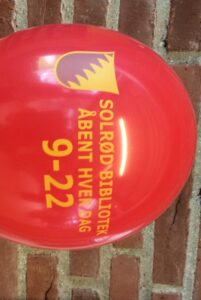 SOLRØD BIBLIOTEK
ÅBENT HVER DAG
9-22